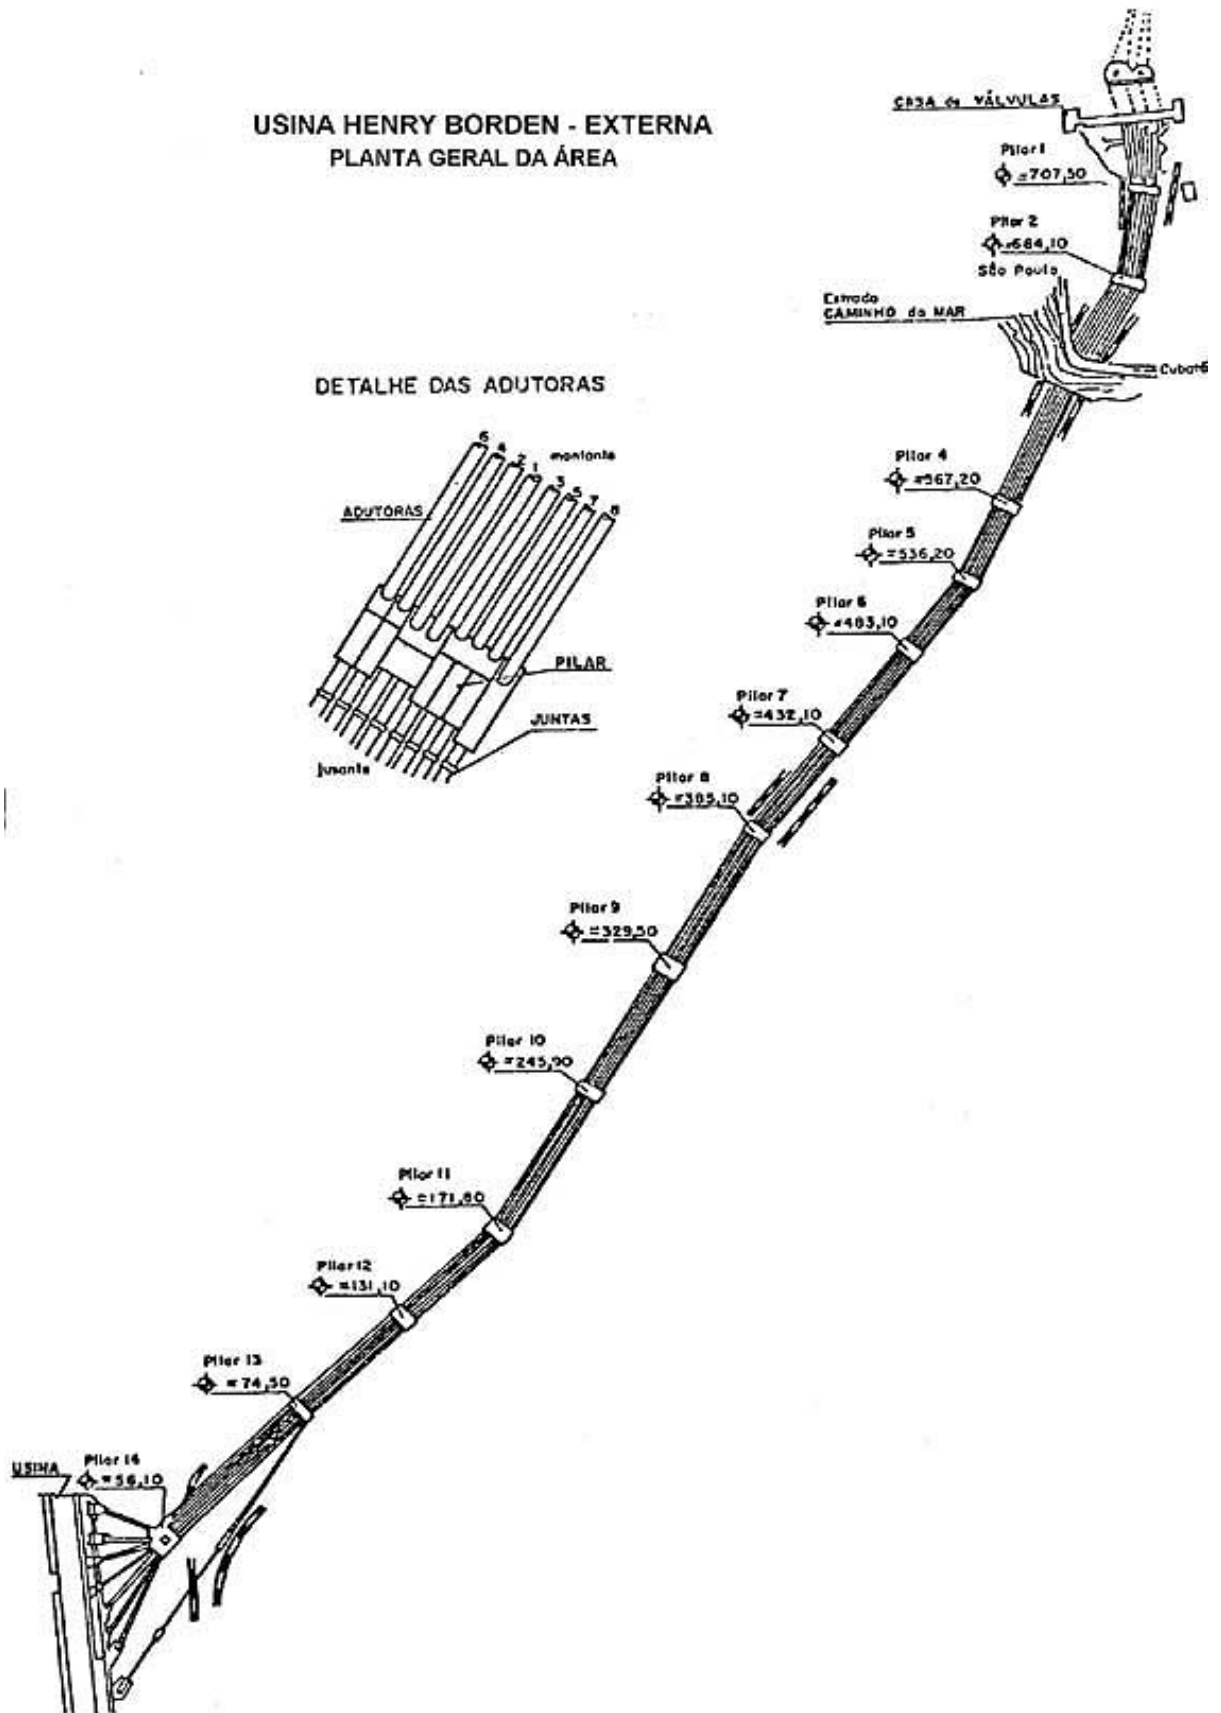 USINA HENRY BORDEN - EXTERNA
PLANTA GERAL DA ÁREA
CASA de VÁLVULAS
Pilar 1
=707,50
Pilar 2
=684,10
São Paulo
Estrada
CAMINHO do MAR
Cubatã
DETALHE DAS ADUTORAS
6
4
2
1
3
5
7
8
montante
ADUTORAS
PILAR
JUNTAS
jusante
Pilar 4
=567,20
Pilar 5
=536,20
Pilar 6
=483,10
Pilar 7
=432,10
Pilar 8
=385,10
Pilar 9
=329,50
Pilar 10
=245,90
Pilar 11
=171,60
Pilar 12
=131,10
Pilar 13
=74,50
Pilar 14
=56,10
USINA